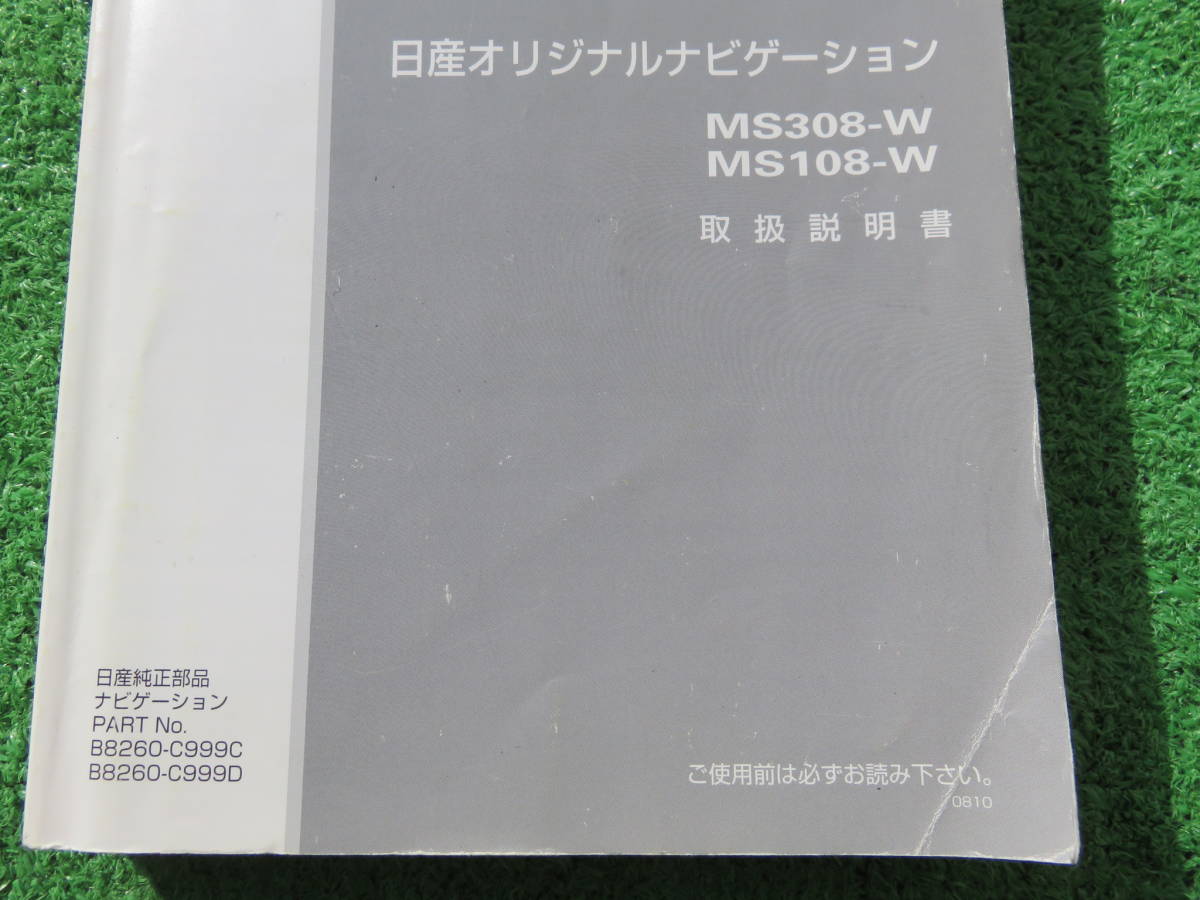 日産オリジナルナビゲーション
MS308-W
MS108-W
取扱説明書
日産純正部品
ナビゲーション
PART No.
B8260-C999C
B8260-C999D
ご使用前は必ずお読み下さい。
0810